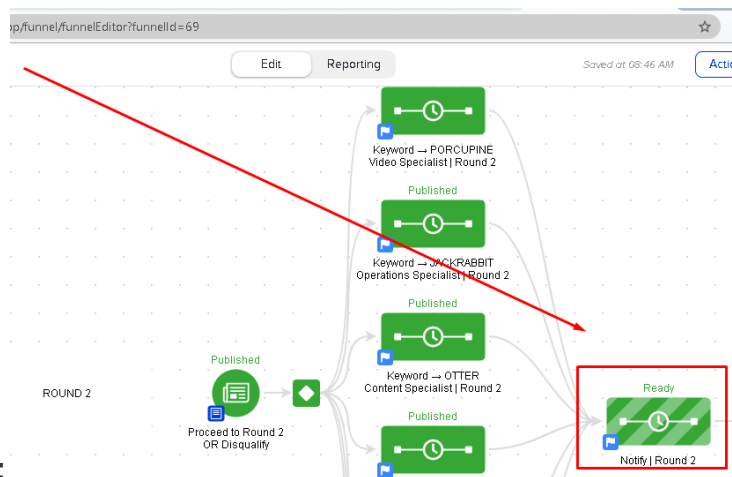 pp/funnel/funnelEditor?funnelId=69
Edit
Reporting
Saved at 08:46 AM
Actio
Keyword → PORCUPINE
Video Specialist | Round 2
Published
Keyword → JACKRABBIT
Operations Specialist | Round 2
Published
Keyword → OTTER
Content Specialist | Round 2
Published
Published
ROUND 2
Proceed to Round 2
OR Disqualify
Ready
Notify | Round 2